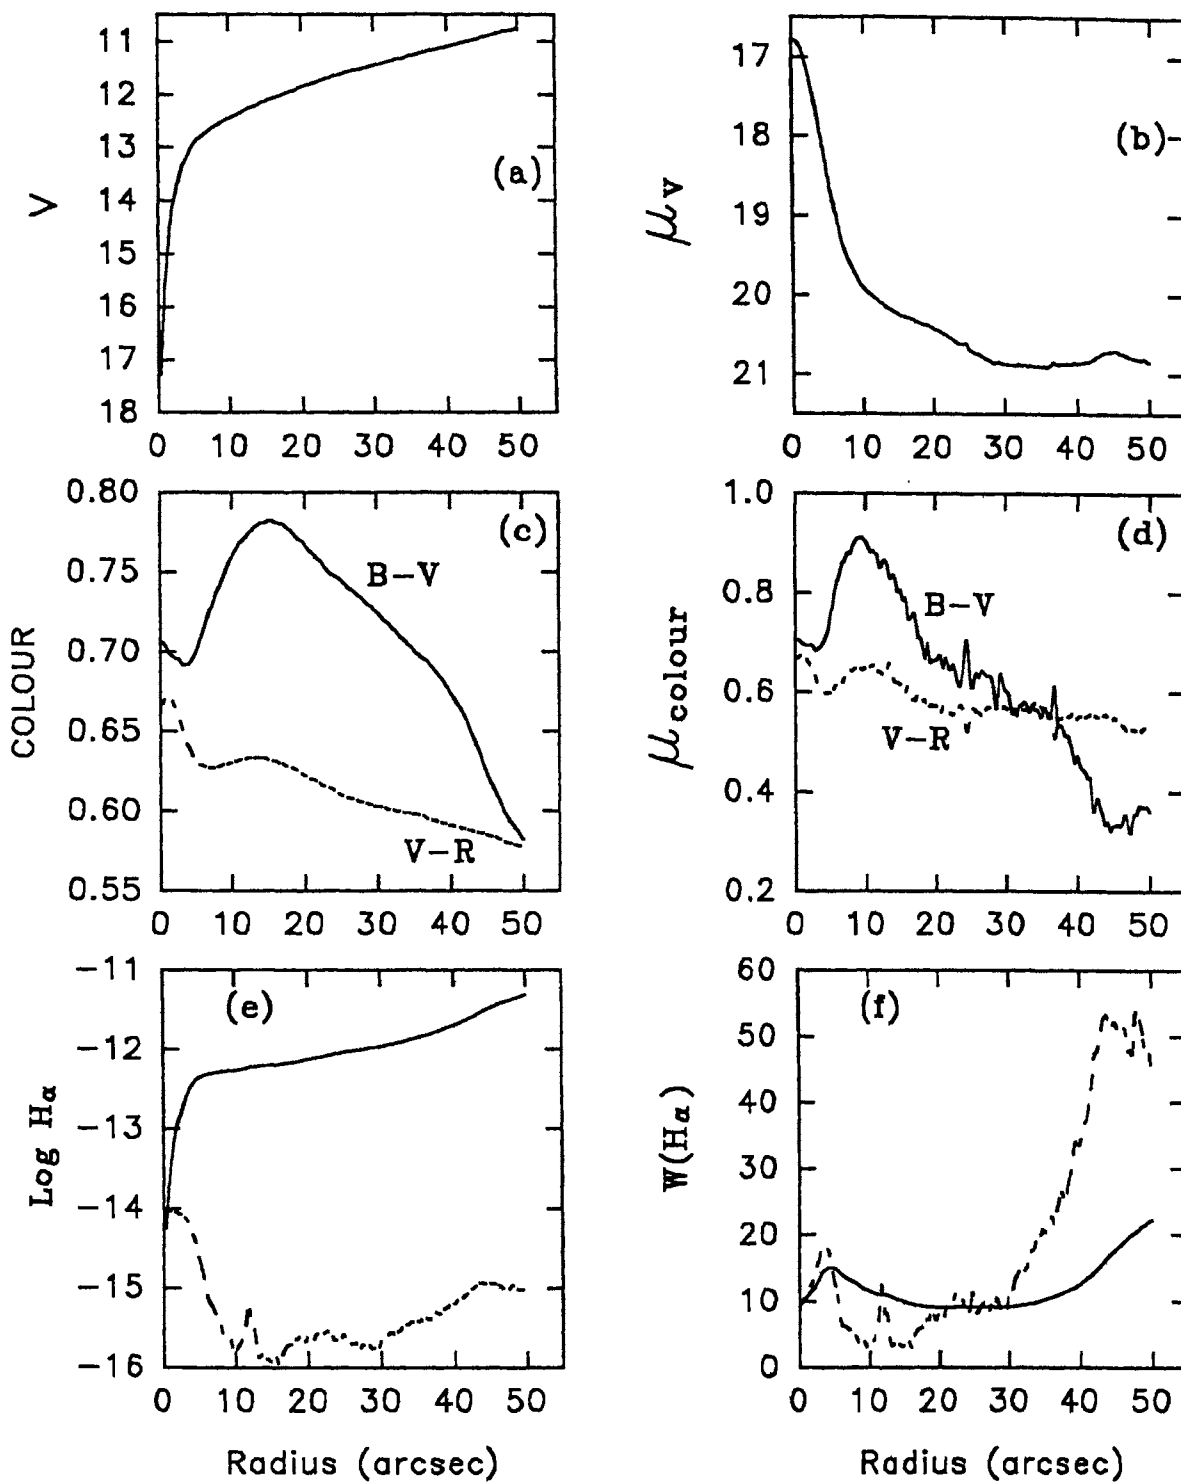 11
12
13
14
15
16
17
18
V
(a)
0 10 20 30 40 50
17
18
19
20
21
μV
(b)
0 10 20 30 40 50
0.80
0.75
0.70
0.65
0.60
0.55
COLOUR
(c)
B-V
V-R
0 10 20 30 40 50
1.0
0.8
0.6
0.4
0.2
μcolour
(d)
B-V
V-R
0 10 20 30 40 50
-11
-12
-13
-14
-15
-16
Log Hα
(e)
0 10 20 30 40 50
Radius (arcsec)
60
50
40
30
20
10
0
W(Hα)
(f)
0 10 20 30 40 50
Radius (arcsec)